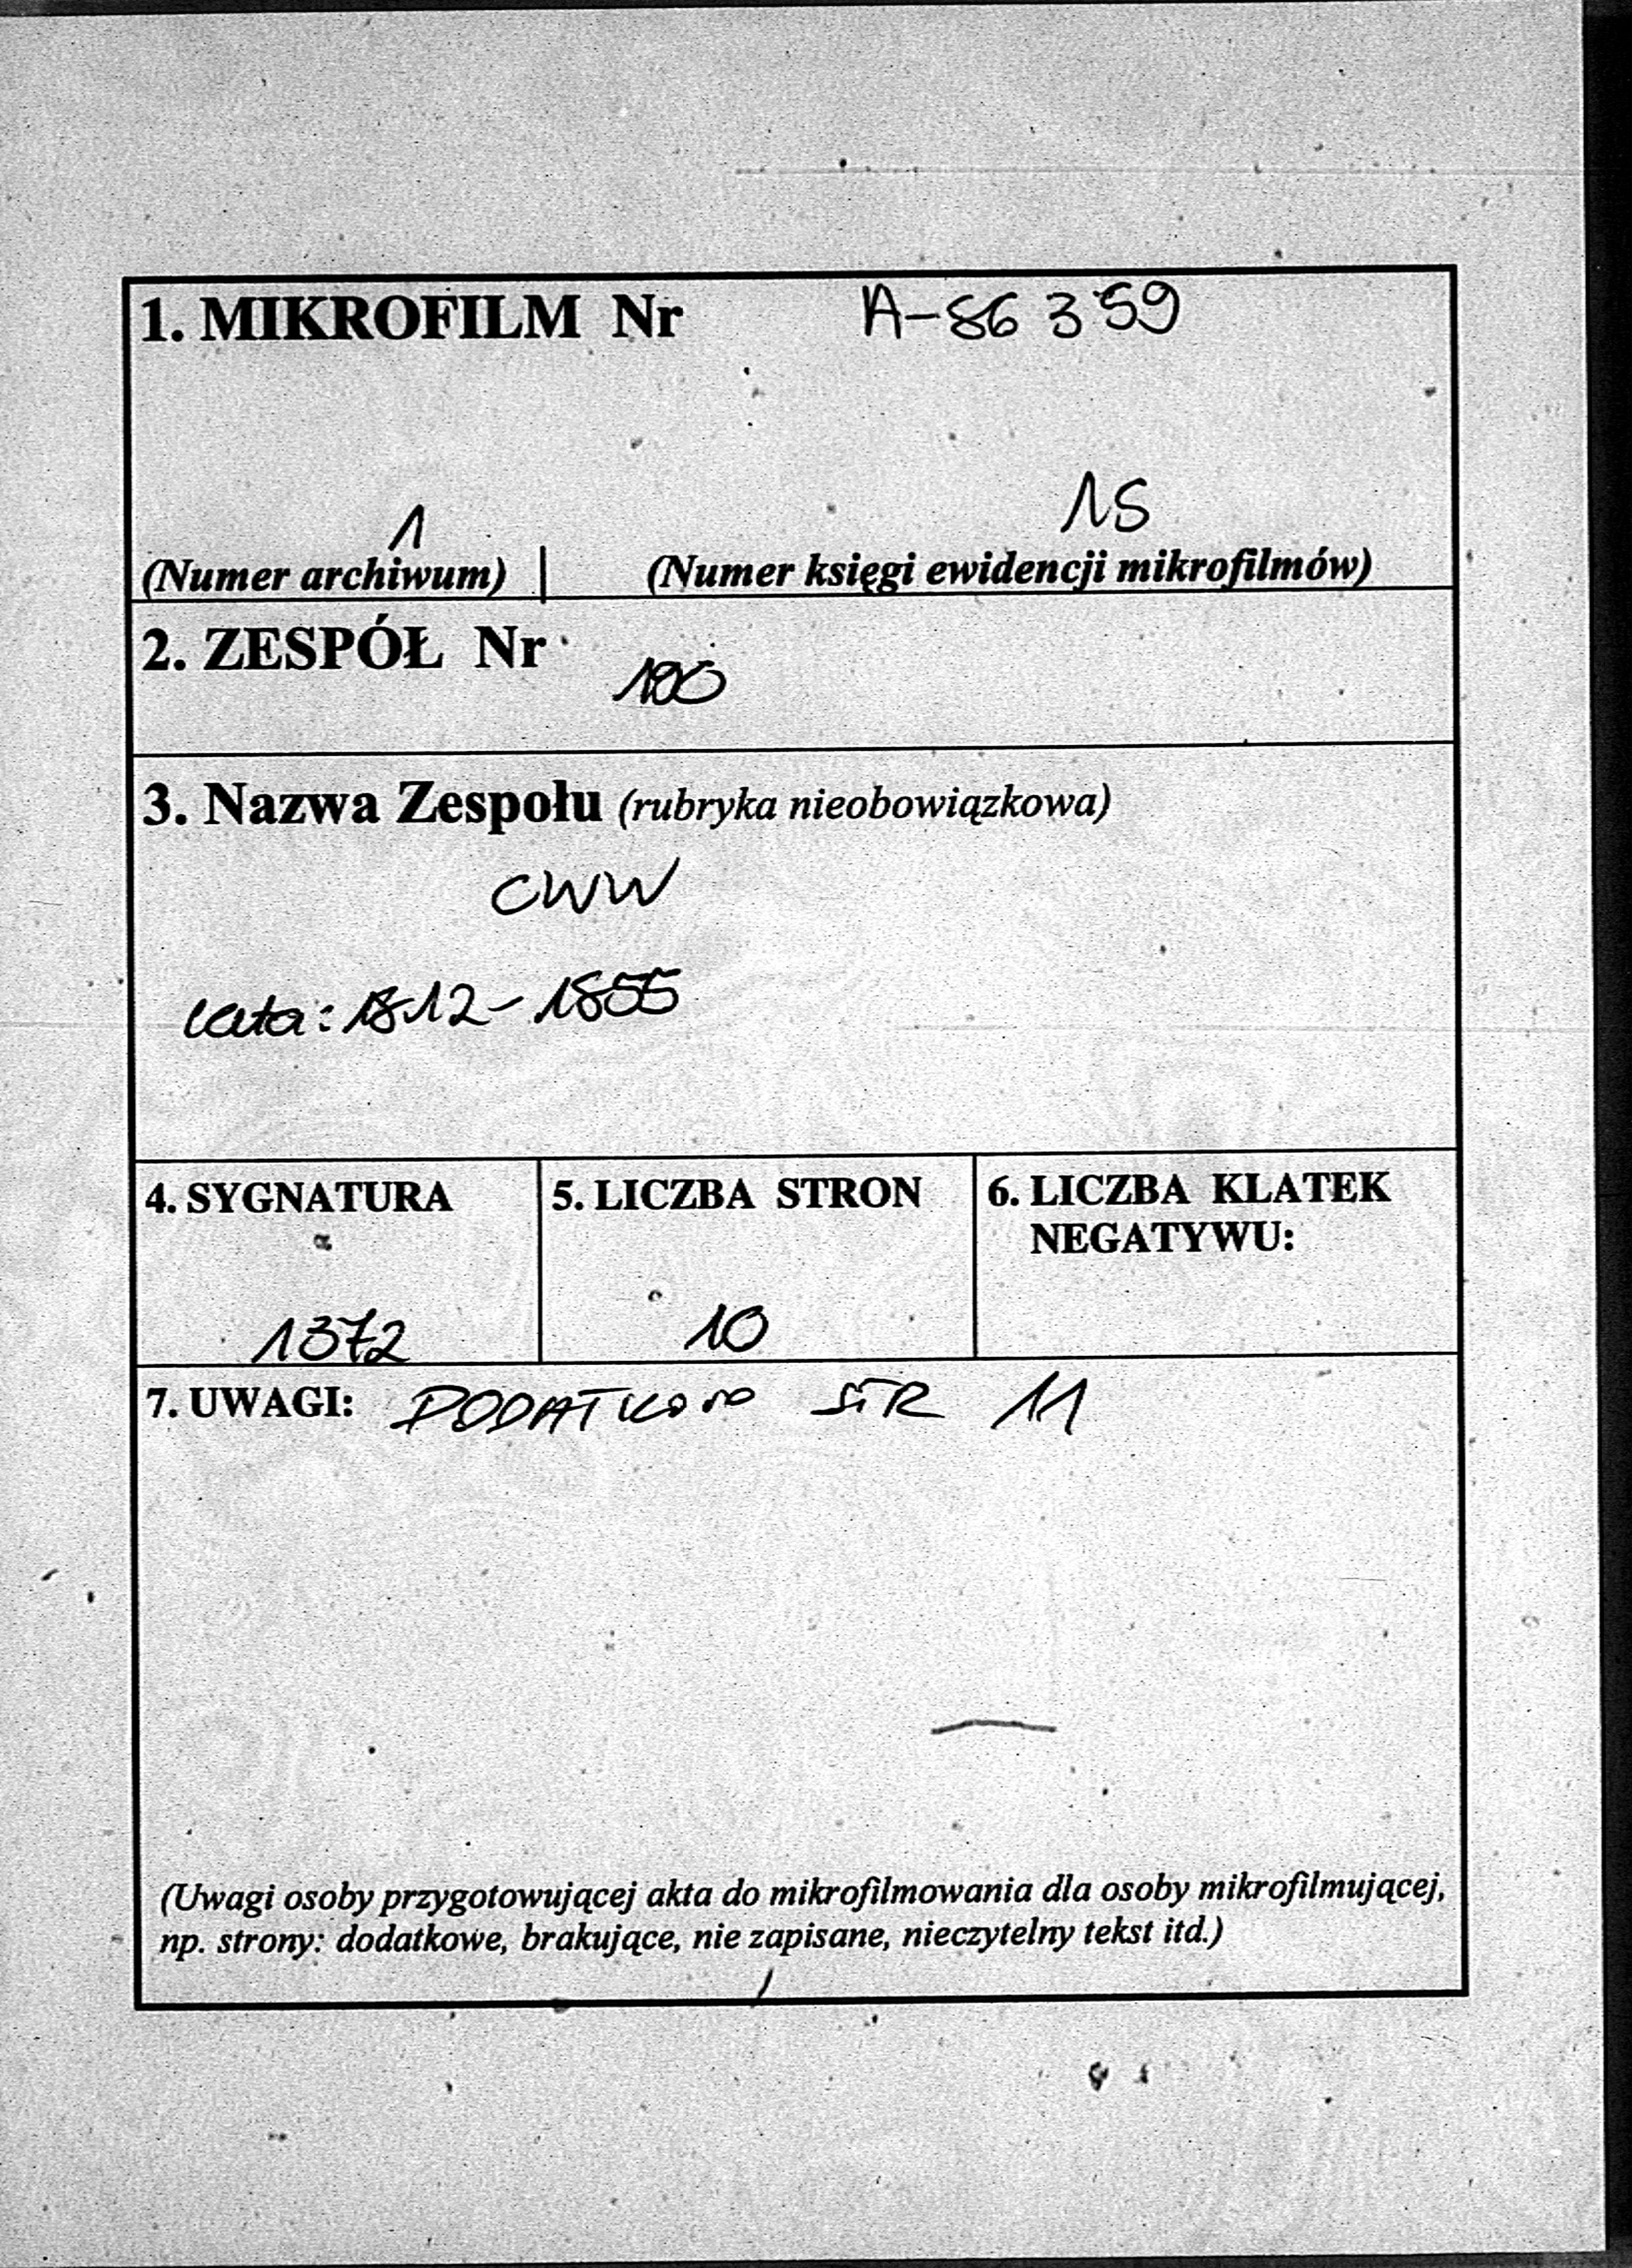 1. MIKROFILM Nr A-86 359
1 15
(Numer archiwum) | (Numer księgi ewidencji mikrofilmów)
2. ZESPÓŁ Nr
190
3. Nazwa Zespołu (rubryka nieobowiązkowa)
CWW
lata: 1812-1855
4. SYGNATURA 5. LICZBA STRON 6. LICZBA KLATEK
NEGATYWU:
1372 10
7. UWAGI: DODATKOWO STR 11
(Uwagi osoby przygotowującej akta do mikrofilmowania dla osoby mikrofilmującej,
np. strony: dodatkowe, brakujące, nie zapisane, nieczytelny tekst itd.)